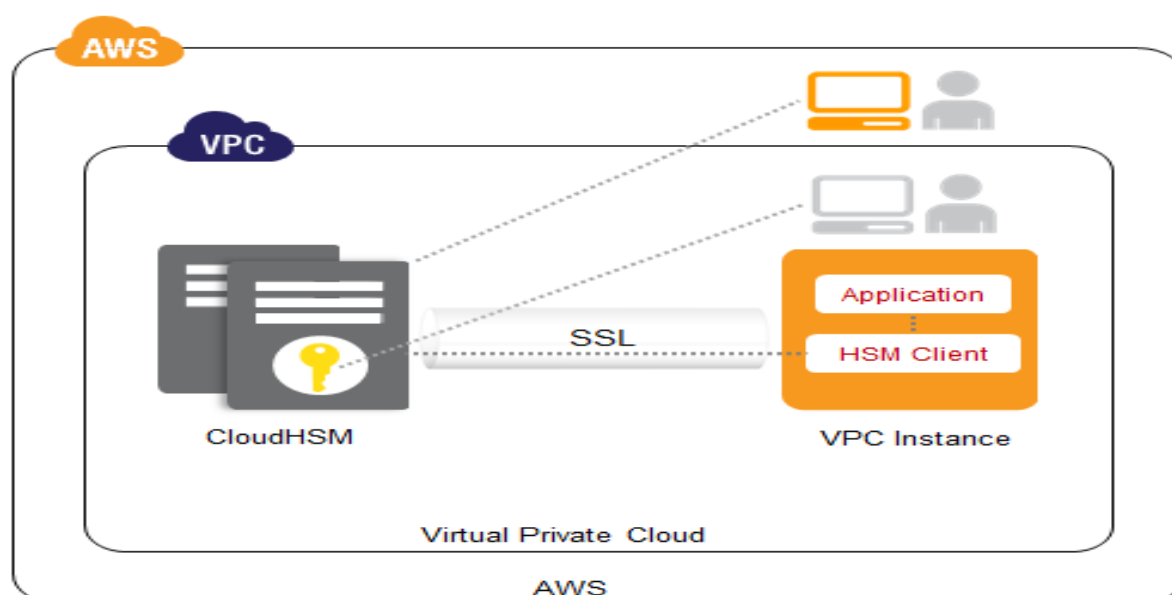 AWS
VPC
Application
SSL
HSM Client
CloudHSM
VPC Instance
Virtual Private Cloud
AWS